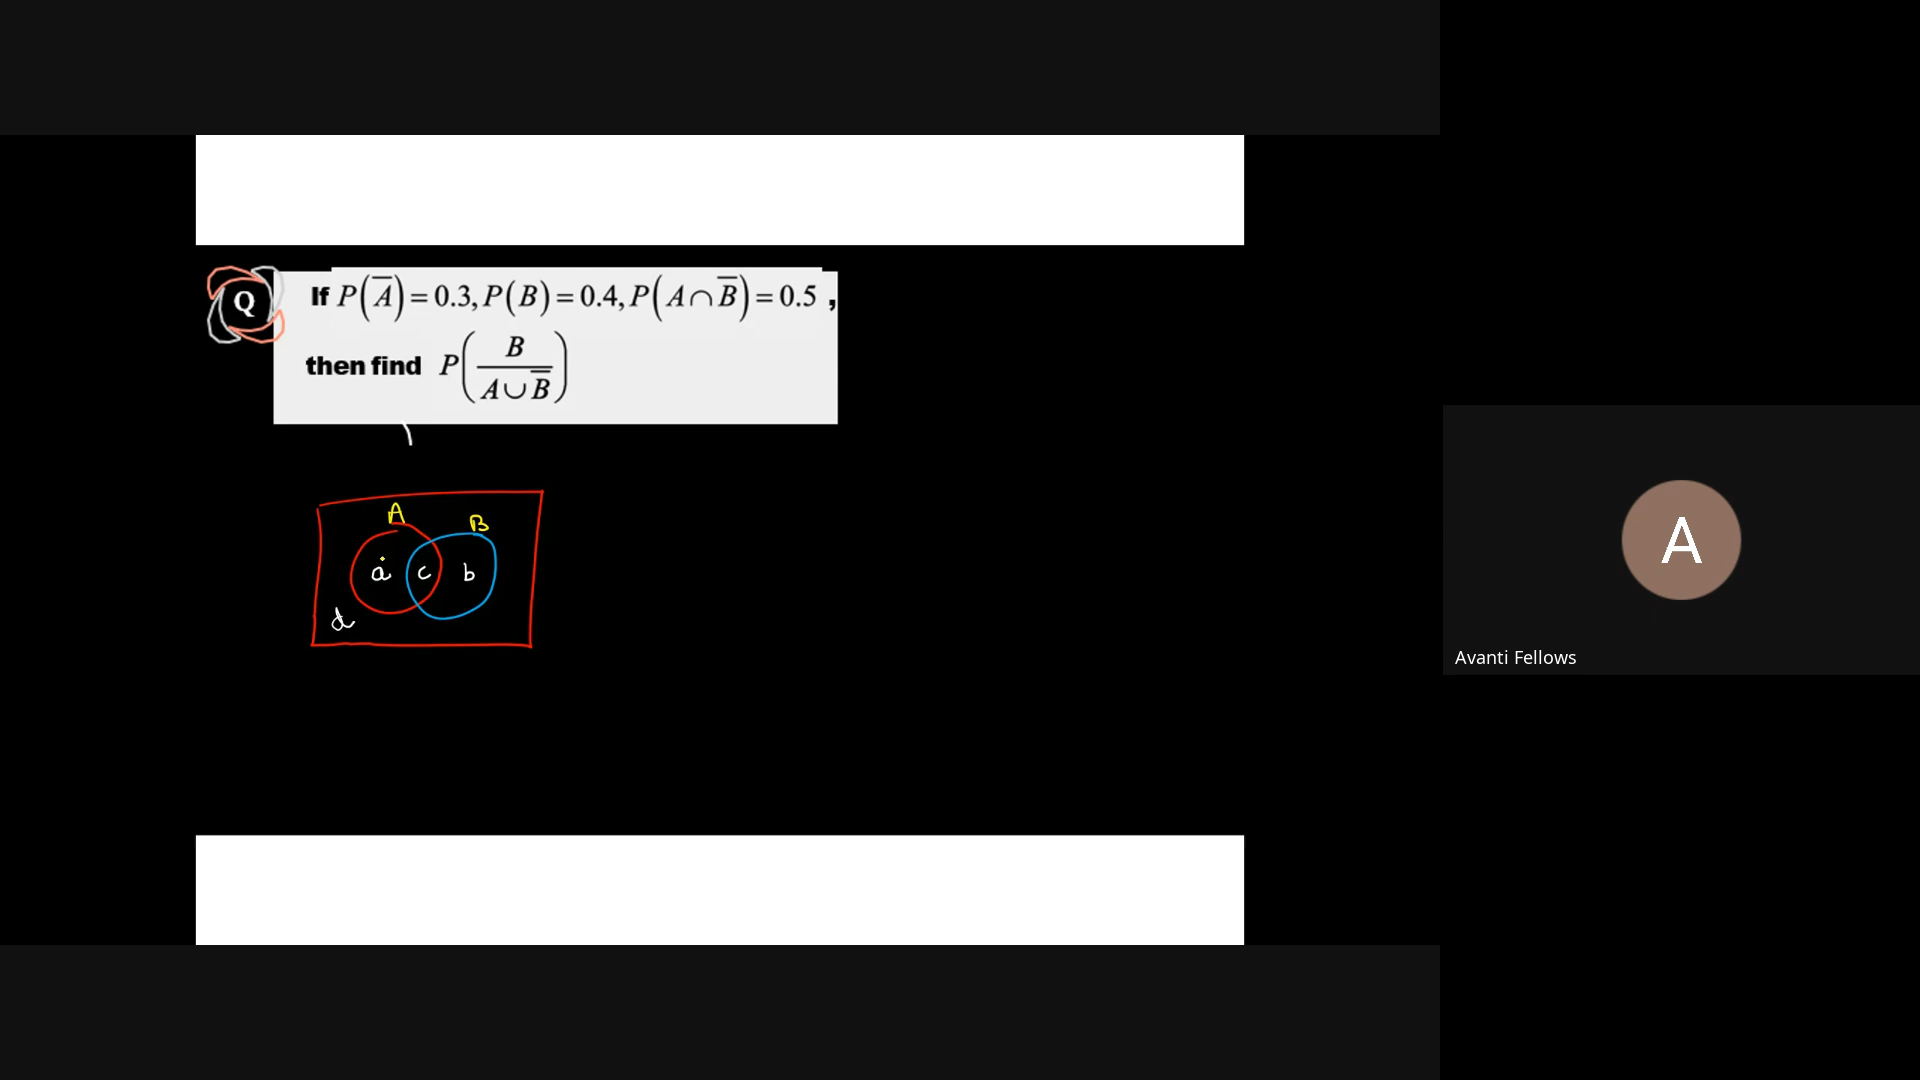 Q
If P(A̅) = 0.3, P(B) = 0.4, P(A ∩ B̅) = 0.5 ,
then find P(B / A ∪ B̅)
A
B
a c b
d
A
Avanti Fellows